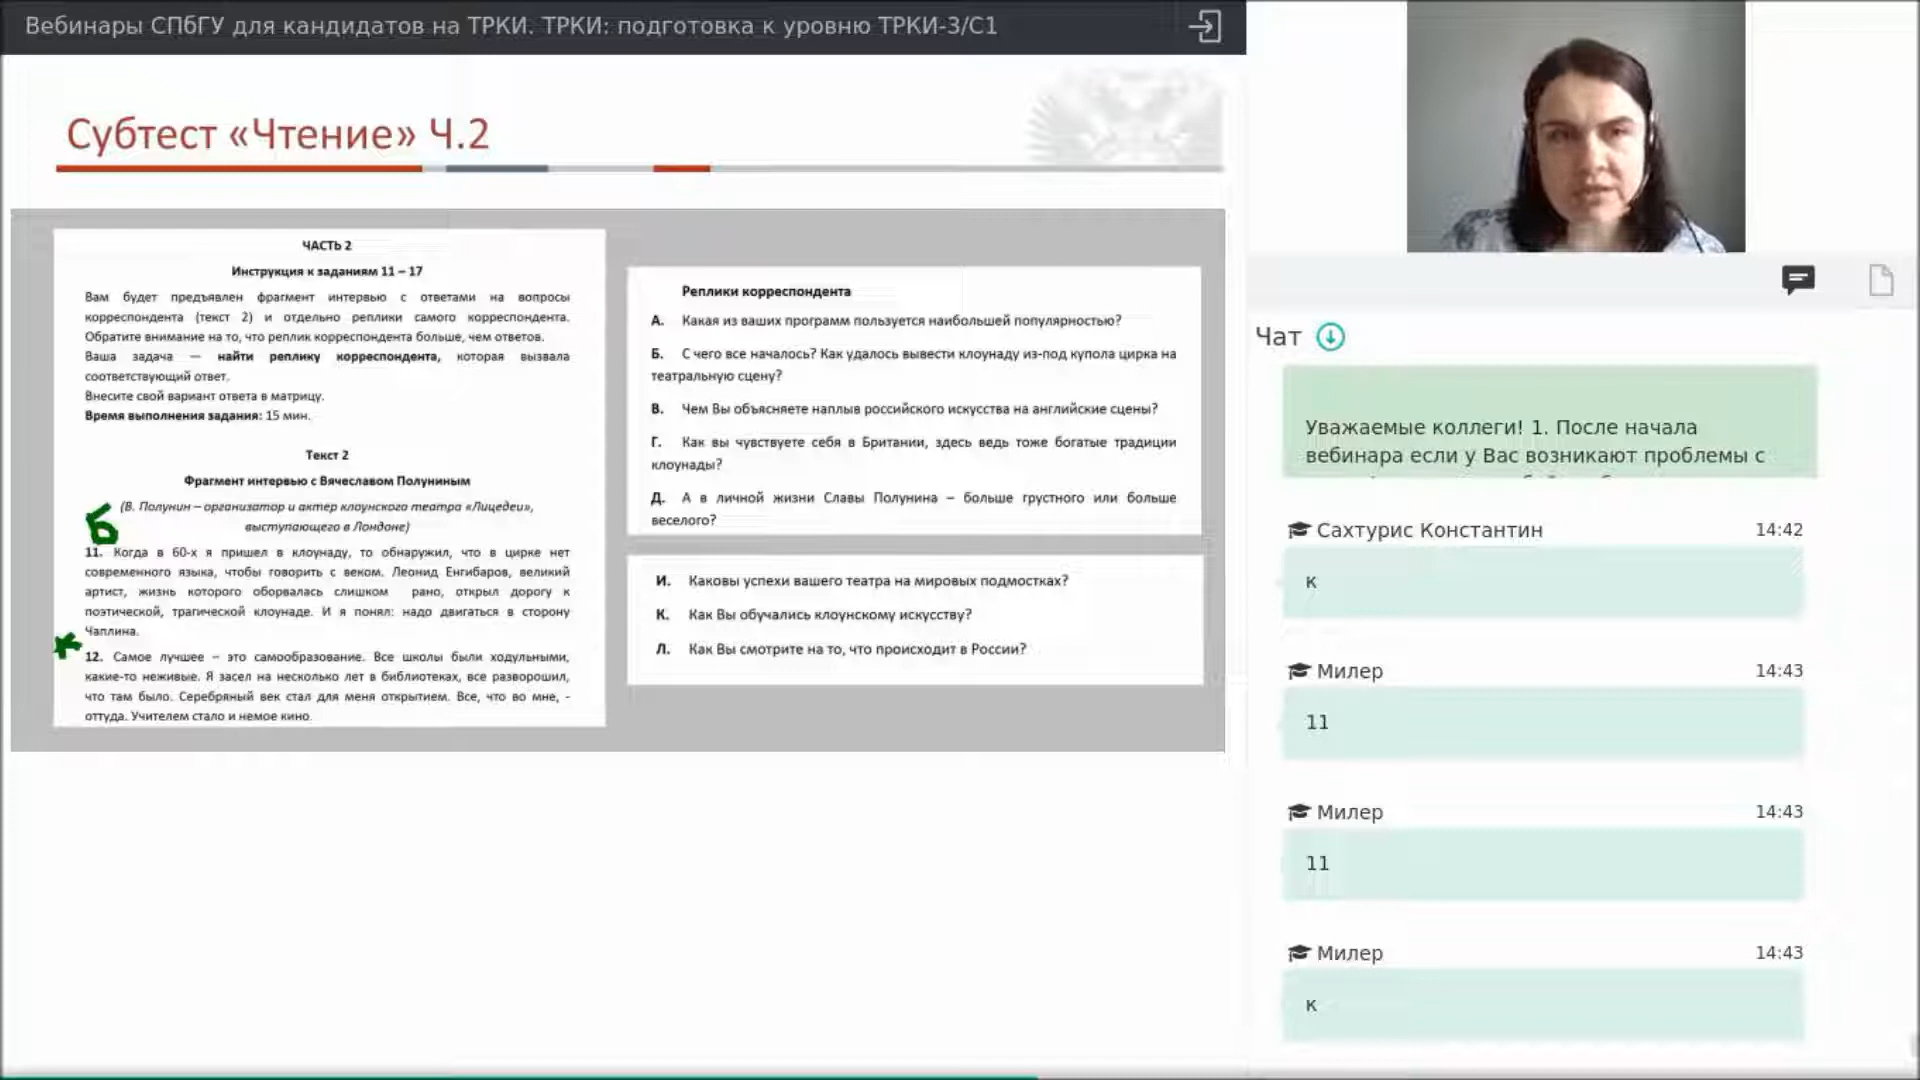 Вебинары СПбГУ для кандидатов на ТРКИ. ТРКИ: подготовка к уровню ТРКИ-3/С1
Субтест «Чтение» Ч.2
ЧАСТЬ 2
Инструкция к заданиям 11 – 17
Вам будет предъявлен фрагмент интервью с ответами на вопросы
корреспондента (текст 2) и отдельно реплики самого корреспондента.
Обратите внимание на то, что реплик корреспондента больше, чем ответов.
Ваша задача — найти реплику корреспондента, которая вызвала
соответствующий ответ.
Внесите свой вариант ответа в матрицу.
Время выполнения задания: 15 мин.
Текст 2
Фрагмент интервью с Вячеславом Полуниным
(В. Полунин – организатор и актер клоунского театра «Лицедеи»,
выступающего в Лондоне)
Б
11. Когда в 60-х я пришел в клоунаду, то обнаружил, что в цирке нет
современного языка, чтобы говорить с веком. Леонид Енгибаров, великий
артист, жизнь которого оборвалась слишком рано, открыл дорогу к
поэтической, трагической клоунаде. И я понял: надо двигаться в сторону
Чаплина.
К
12. Самое лучшее – это самообразование. Все школы были ходульными,
какие-то неживые. Я засел на несколько лет в библиотеках, все разворошил,
что там было. Серебряный век стал для меня открытием. Все, что во мне, -
оттуда. Учителем стало и немое кино.
Реплики корреспондента
А. Какая из ваших программ пользуется наибольшей популярностью?
Б. С чего все началось? Как удалось вывести клоунаду из-под купола цирка на
театральную сцену?
В. Чем Вы объясняете наплыв российского искусства на английские сцены?
Г. Как вы чувствуете себя в Британии, здесь ведь тоже богатые традиции
клоунады?
Д. А в личной жизни Славы Полунина – больше грустного или больше
веселого?
И. Каковы успехи вашего театра на мировых подмостках?
К. Как Вы обучались клоунскому искусству?
Л. Как Вы смотрите на то, что происходит в России?
Чат
Уважаемые коллеги! 1. После начала
вебинара если у Вас возникают проблемы с
Сахтурис Константин 14:42
к
Милер 14:43
11
Милер 14:43
11
Милер 14:43
к